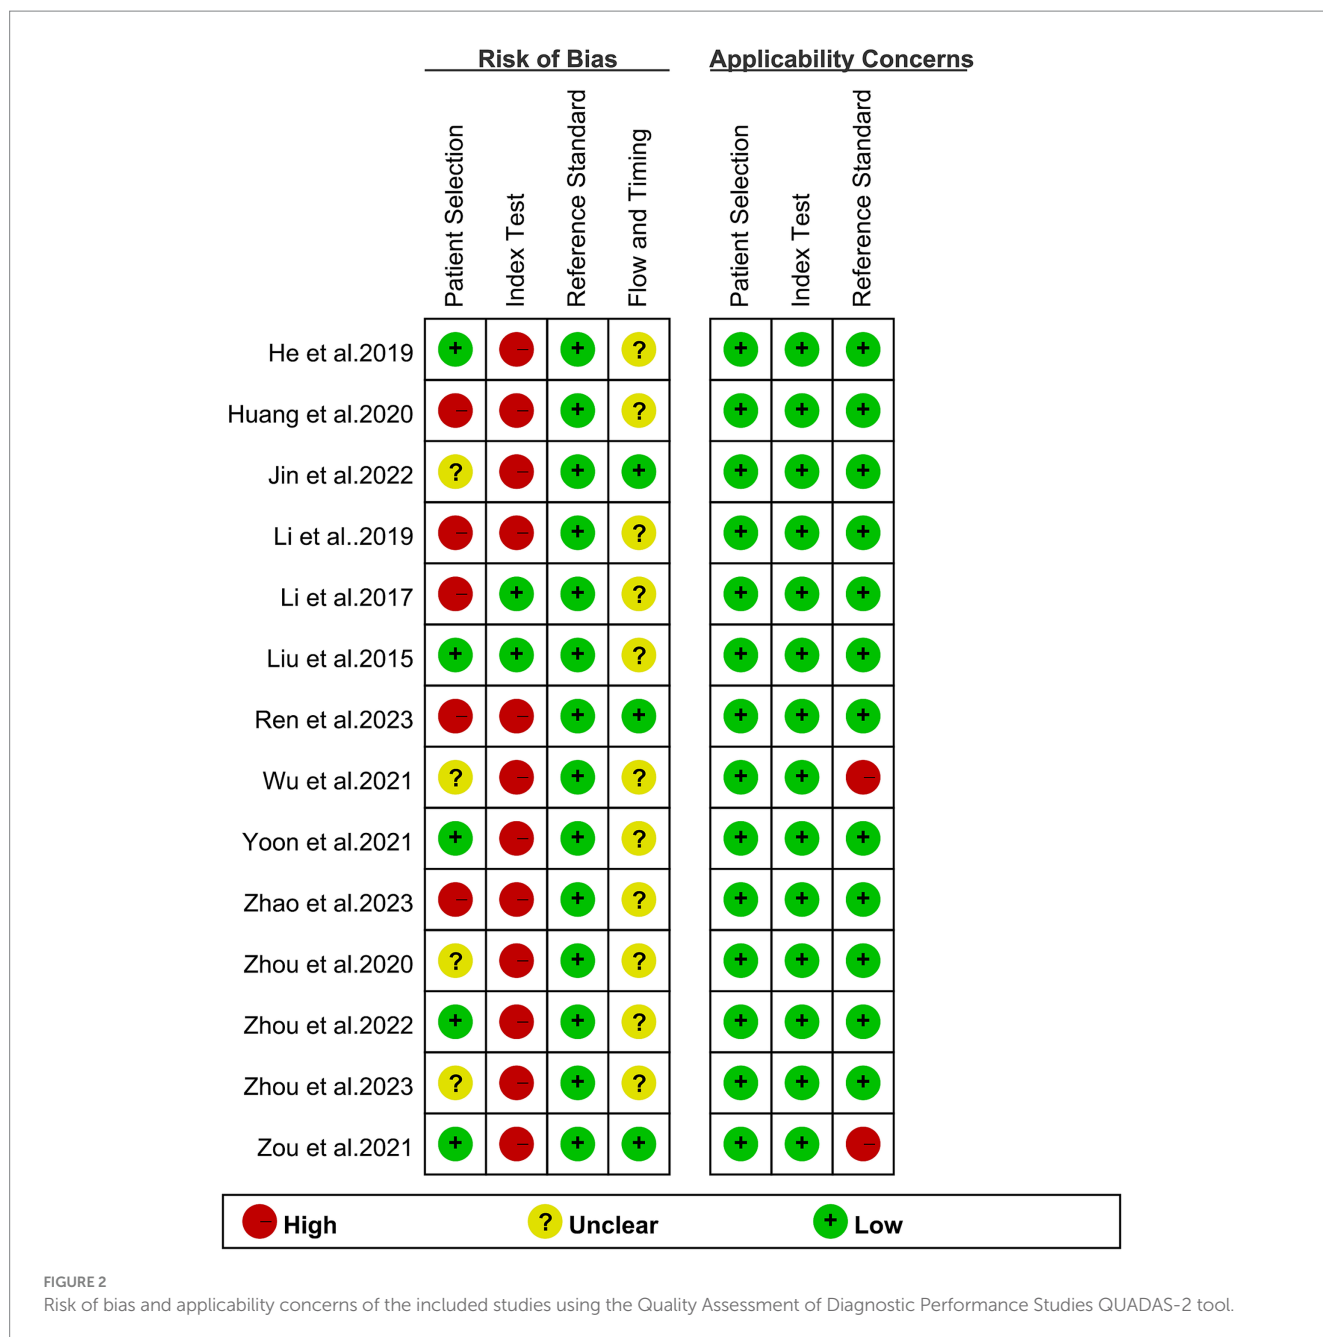 Risk of Bias
Applicability Concerns
Patient Selection
Index Test
Reference Standard
Flow and Timing
Patient Selection
Index Test
Reference Standard
He et al.2019 + – + ? + + +
Huang et al.2020 – – + ? + + +
Jin et al.2022 ? – + + + + +
Li et al..2019 – – + ? + + +
Li et al.2017 – + + ? + + +
Liu et al.2015 + + + ? + + +
Ren et al.2023 – – + + + + +
Wu et al.2021 ? – + ? + + –
Yoon et al.2021 + – + ? + + +
Zhao et al.2023 – – + ? + + +
Zhou et al.2020 ? – + ? + + +
Zhou et al.2022 + – + ? + + +
Zhou et al.2023 ? – + ? + + +
Zou et al.2021 + – + + + + –
– High ? Unclear + Low
FIGURE 2
Risk of bias and applicability concerns of the included studies using the Quality Assessment of Diagnostic Performance Studies QUADAS-2 tool.